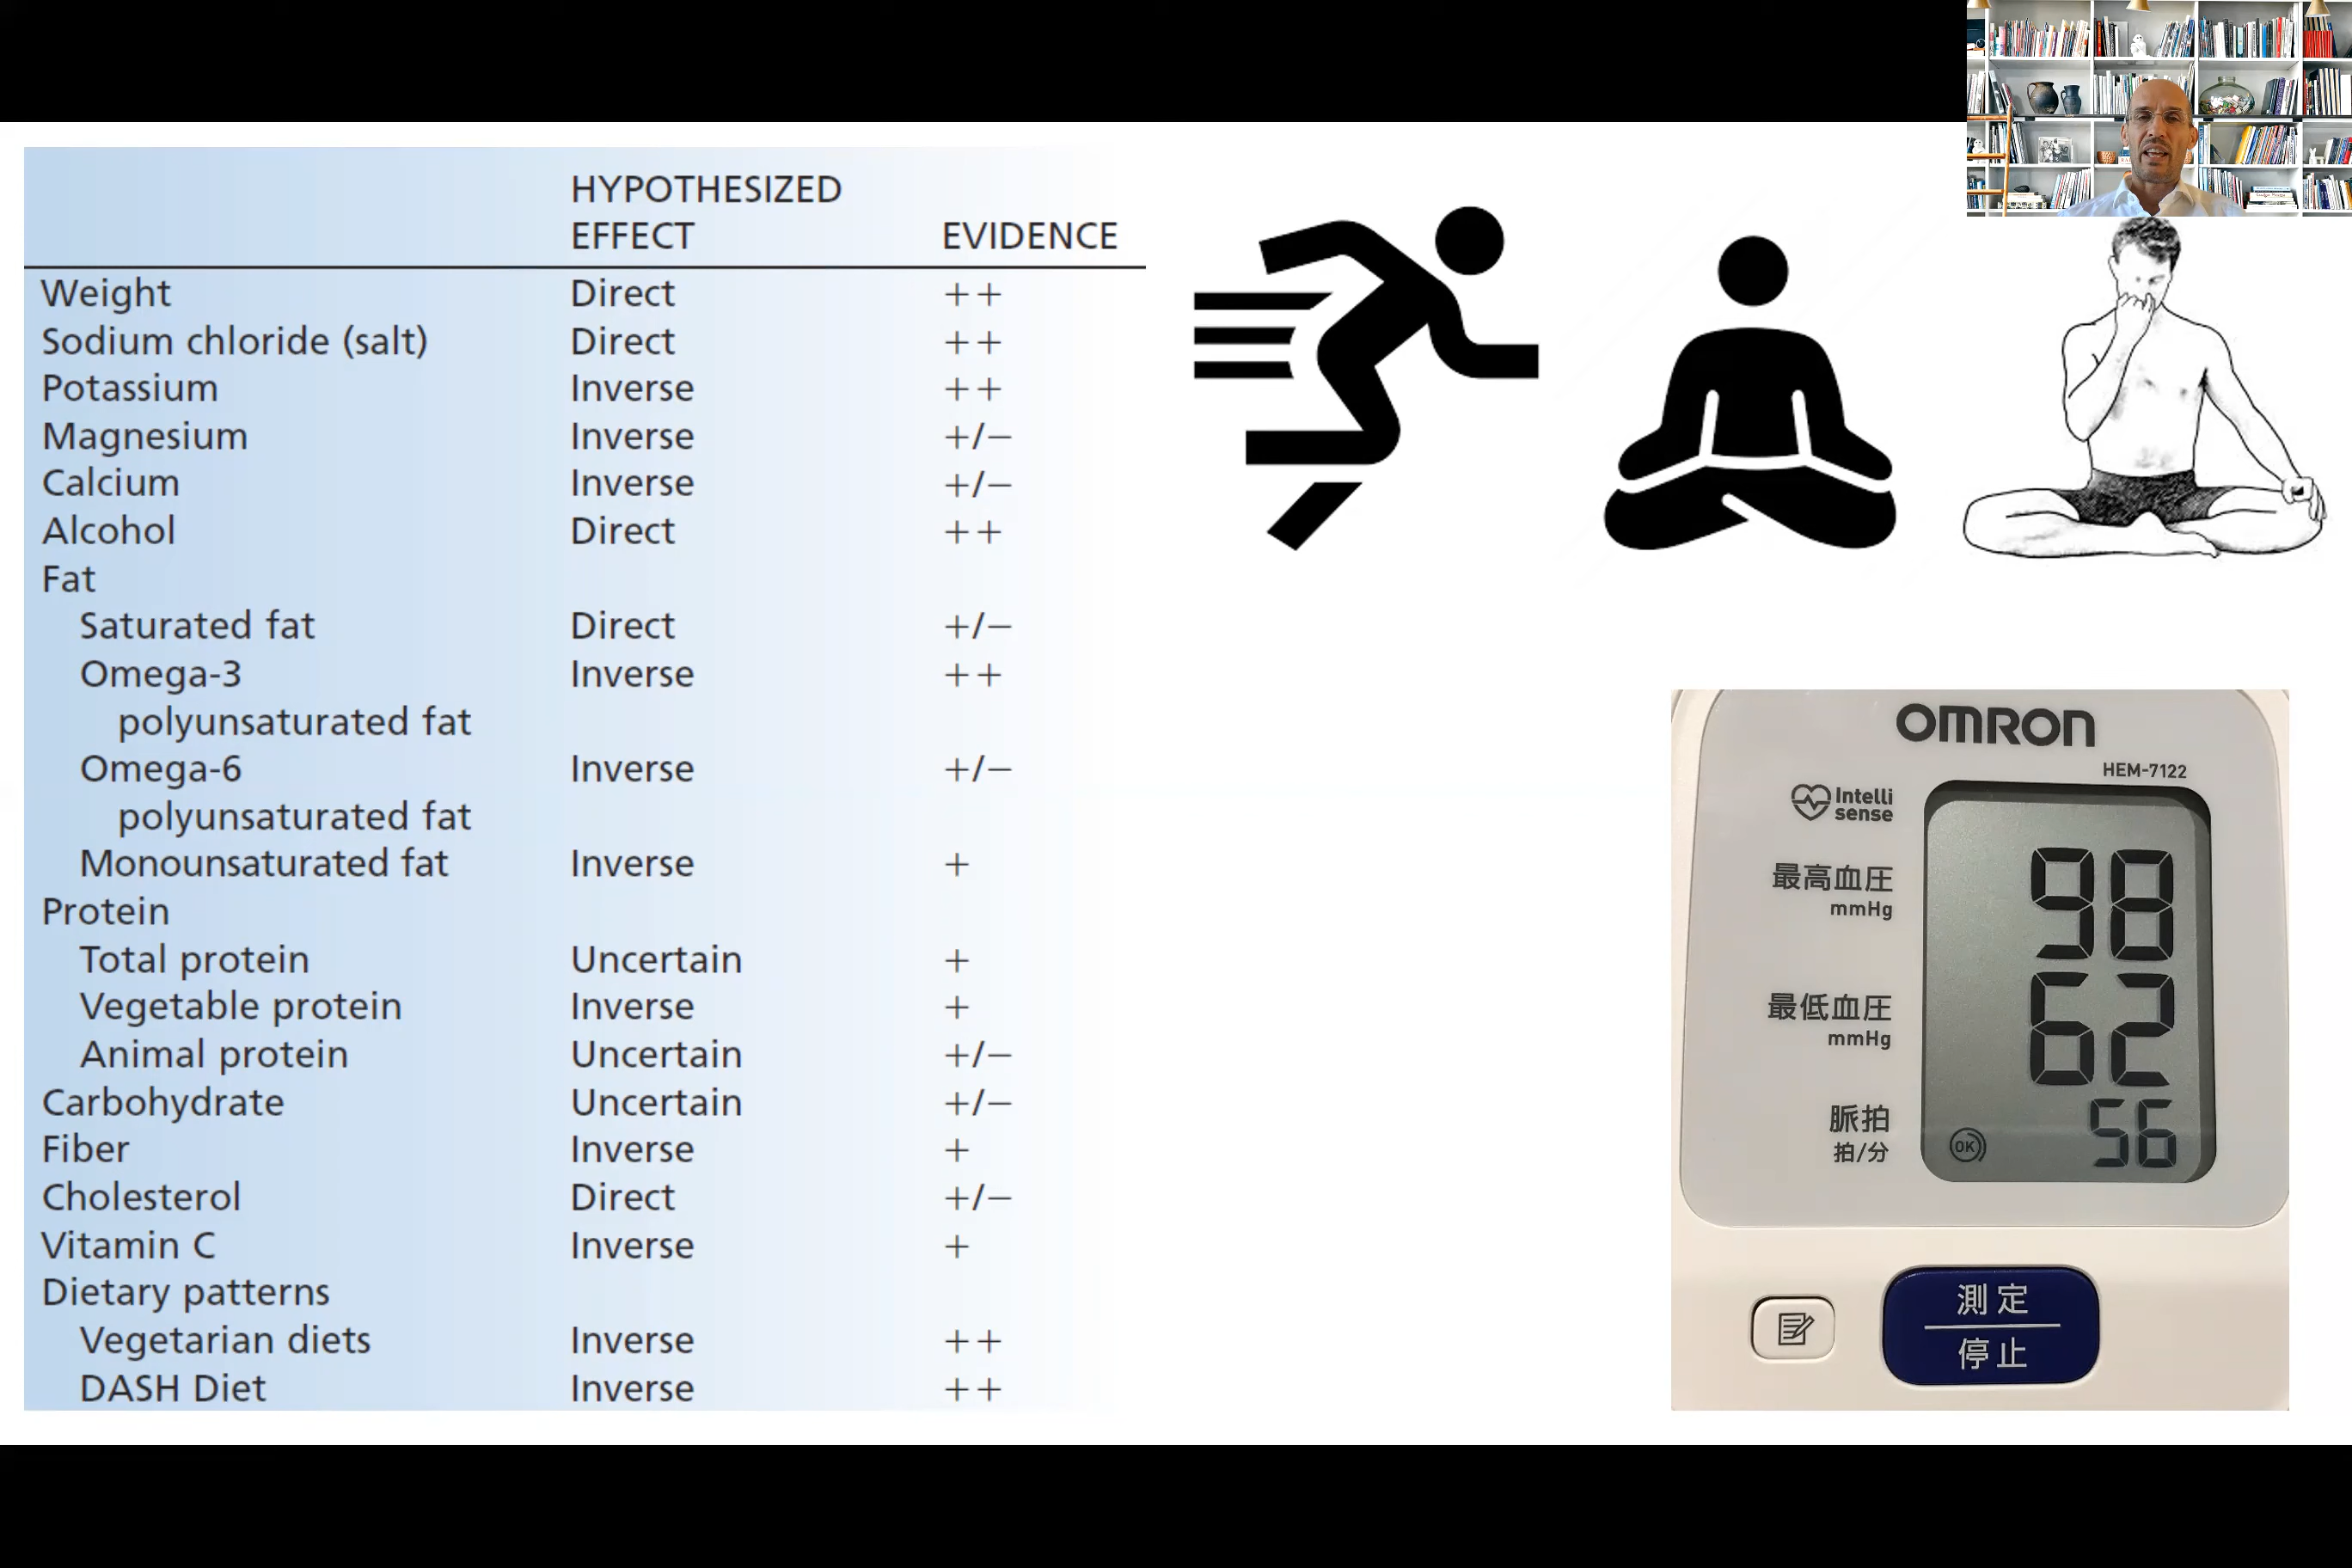 HYPOTHESIZED
EFFECT EVIDENCE
Weight Direct ++
Sodium chloride (salt) Direct ++
Potassium Inverse ++
Magnesium Inverse +/−
Calcium Inverse +/−
Alcohol Direct ++
Fat
Saturated fat Direct +/−
Omega-3 Inverse ++
polyunsaturated fat
Omega-6 Inverse +/−
polyunsaturated fat
Monounsaturated fat Inverse +
Protein
Total protein Uncertain +
Vegetable protein Inverse +
Animal protein Uncertain +/−
Carbohydrate Uncertain +/−
Fiber Inverse +
Cholesterol Direct +/−
Vitamin C Inverse +
Dietary patterns
Vegetarian diets Inverse ++
DASH Diet Inverse ++
OMRON
HEM-7122
Intelli
sense
最高血圧 98
mmHg
最低血圧 62
mmHg
脈拍 56
拍/分 OK
測定
停止